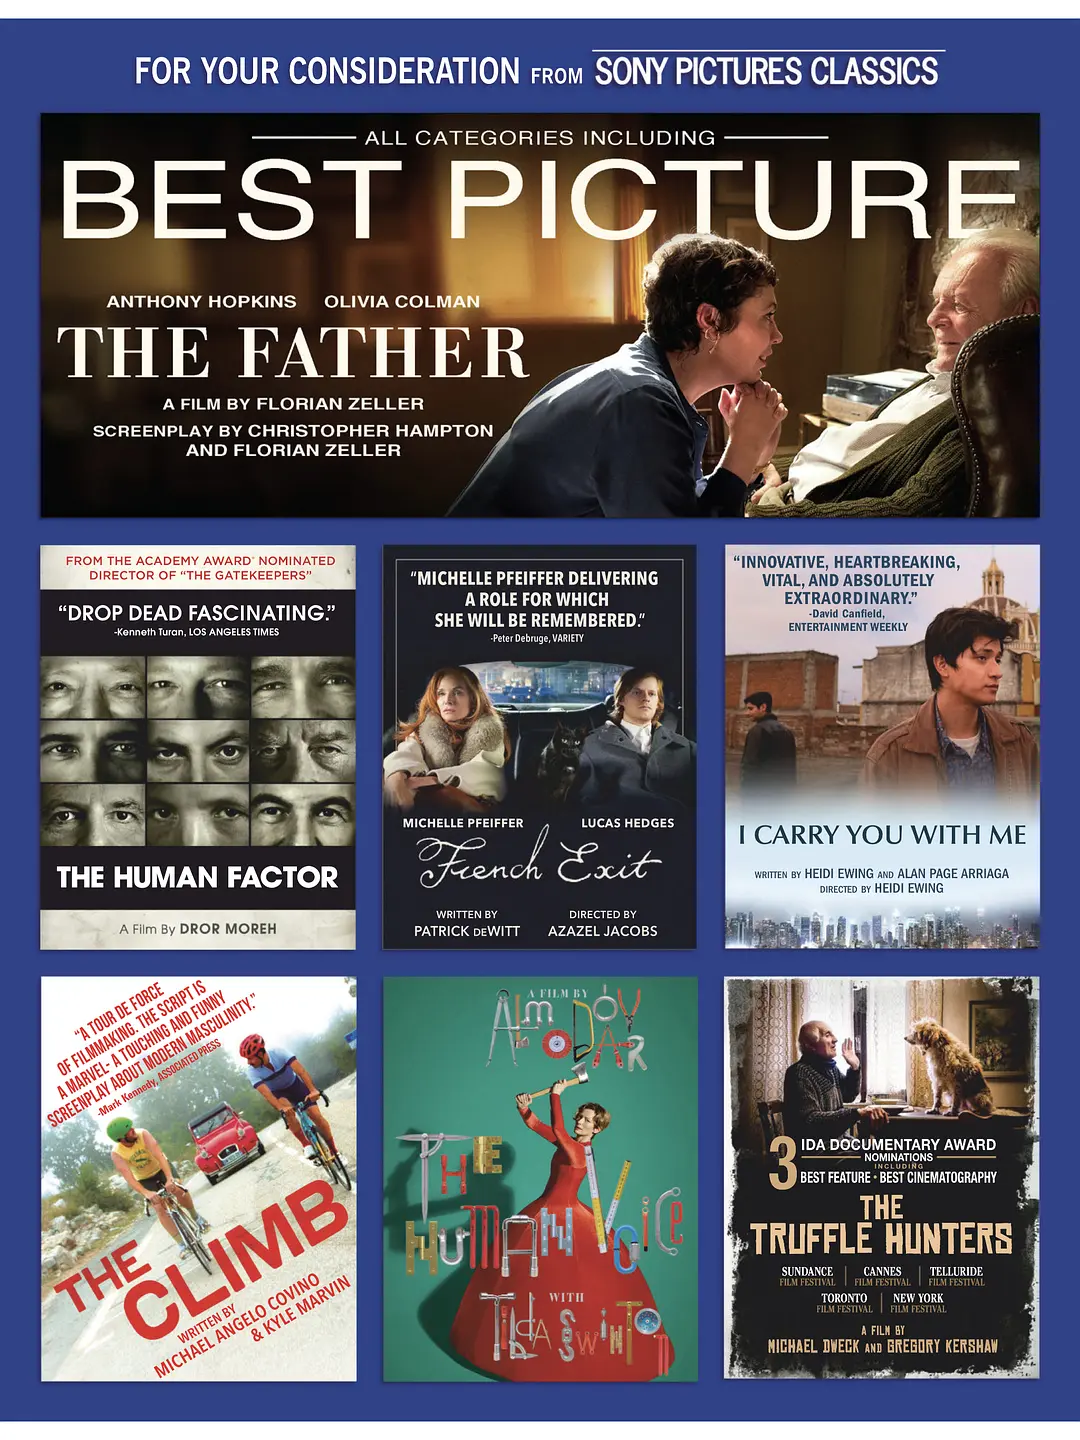 FOR YOUR CONSIDERATION FROM SONY PICTURES CLASSICS
ALL CATEGORIES INCLUDING
BEST PICTURE
ANTHONY HOPKINS OLIVIA COLMAN
THE FATHER
A FILM BY FLORIAN ZELLER
SCREENPLAY BY CHRISTOPHER HAMPTON
AND FLORIAN ZELLER
FROM THE ACADEMY AWARD® NOMINATED
DIRECTOR OF "THE GATEKEEPERS"
"DROP DEAD FASCINATING."
-Kenneth Turan, LOS ANGELES TIMES
THE HUMAN FACTOR
A Film By DROR MOREH
"MICHELLE PFEIFFER DELIVERING
A ROLE FOR WHICH
SHE WILL BE REMEMBERED."
-Peter Debruge, VARIETY
MICHELLE PFEIFFER LUCAS HEDGES
French Exit
WRITTEN BY DIRECTED BY
PATRICK DEWITT AZAZEL JACOBS
"INNOVATIVE, HEARTBREAKING,
VITAL, AND ABSOLUTELY
EXTRAORDINARY."
-David Canfield,
ENTERTAINMENT WEEKLY
I CARRY YOU WITH ME
WRITTEN BY HEIDI EWING AND ALAN PAGE ARRIAGA
DIRECTED BY HEIDI EWING
"A TOUR DE FORCE
OF FILMMAKING. THE SCRIPT IS
A MARVEL- A TOUCHING AND FUNNY
SCREENPLAY ABOUT MODERN MASCULINITY."
-Mark Kennedy, ASSOCIATED PRESS
THE
CLIMB
WRITTEN BY
MICHAEL ANGELO COVINO
& KYLE MARVIN
A FILM BY
ALMODÓVAR
THE
HUMAN VOICE
WITH
TILDA SWINTON
3 IDA DOCUMENTARY AWARD
NOMINATIONS
INCLUDING
BEST FEATURE • BEST CINEMATOGRAPHY
THE
TRUFFLE HUNTERS
SUNDANCE CANNES TELLURIDE
FILM FESTIVAL FILM FESTIVAL FILM FESTIVAL
TORONTO NEW YORK
FILM FESTIVAL FILM FESTIVAL
A FILM BY
MICHAEL DWECK AND GREGORY KERSHAW